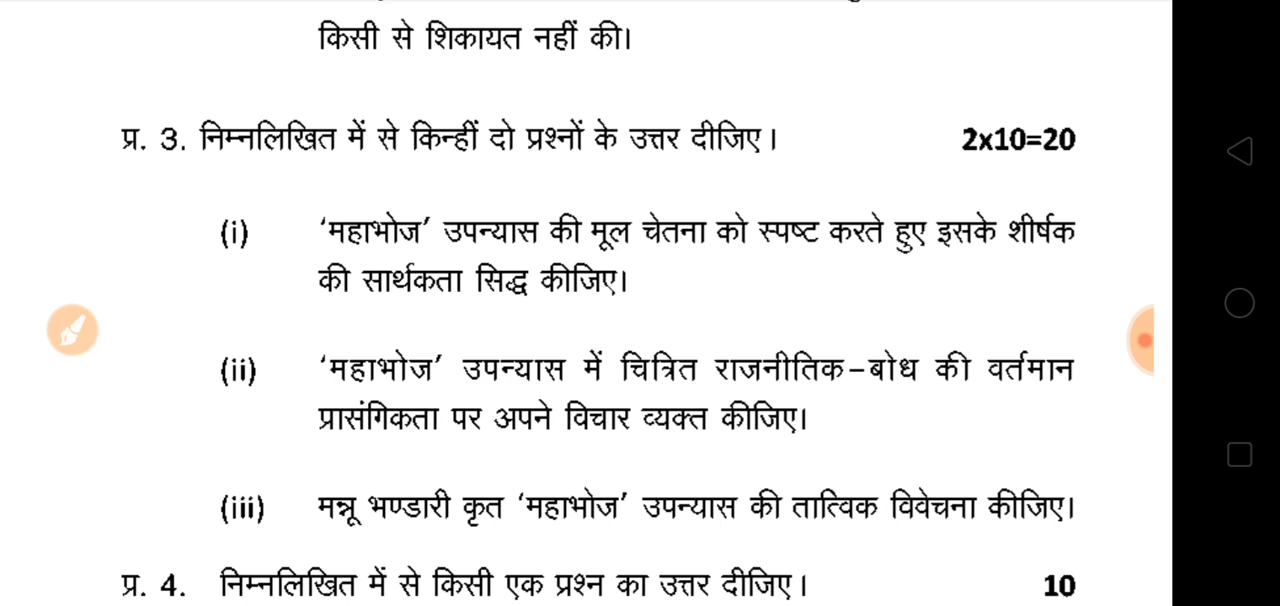 किसी से शिकायत नहीं की।
प्र. 3. निम्नलिखित में से किन्हीं दो प्रश्नों के उत्तर दीजिए। 2x10=20
(i) ‘महाभोज’ उपन्यास की मूल चेतना को स्पष्ट करते हुए इसके शीर्षक
की सार्थकता सिद्ध कीजिए।
(ii) ‘महाभोज’ उपन्यास में चित्रित राजनीतिक–बोध की वर्तमान
प्रासंगिकता पर अपने विचार व्यक्त कीजिए।
(iii) मन्नू भण्डारी कृत ‘महाभोज’ उपन्यास की तात्विक विवेचना कीजिए।
प्र. 4. निम्नलिखित में से किसी एक प्रश्न का उत्तर दीजिए। 10